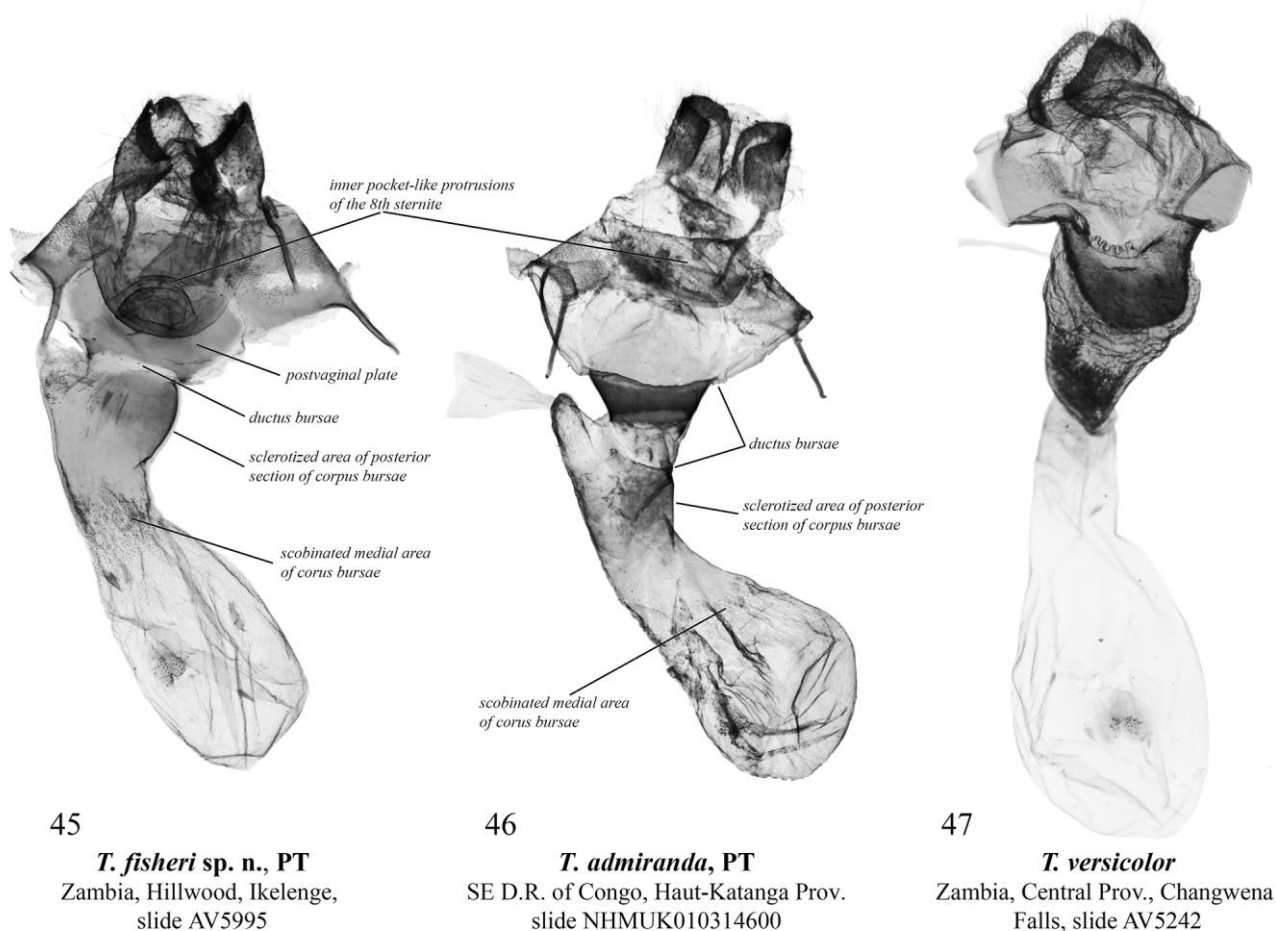 inner pocket-like protrusions
of the 8th sternite
postvaginal plate
ductus bursae
sclerotized area of posterior
section of corpus bursae
scobinated medial area
of corus bursae
ductus bursae
sclerotized area of posterior
section of corpus bursae
scobinated medial area
of corus bursae
45
T. fisheri sp. n., PT
Zambia, Hillwood, Ikelenge,
slide AV5995
46
T. admiranda, PT
SE D.R. of Congo, Haut-Katanga Prov.
slide NHMUK010314600
47
T. versicolor
Zambia, Central Prov., Changwena
Falls, slide AV5242